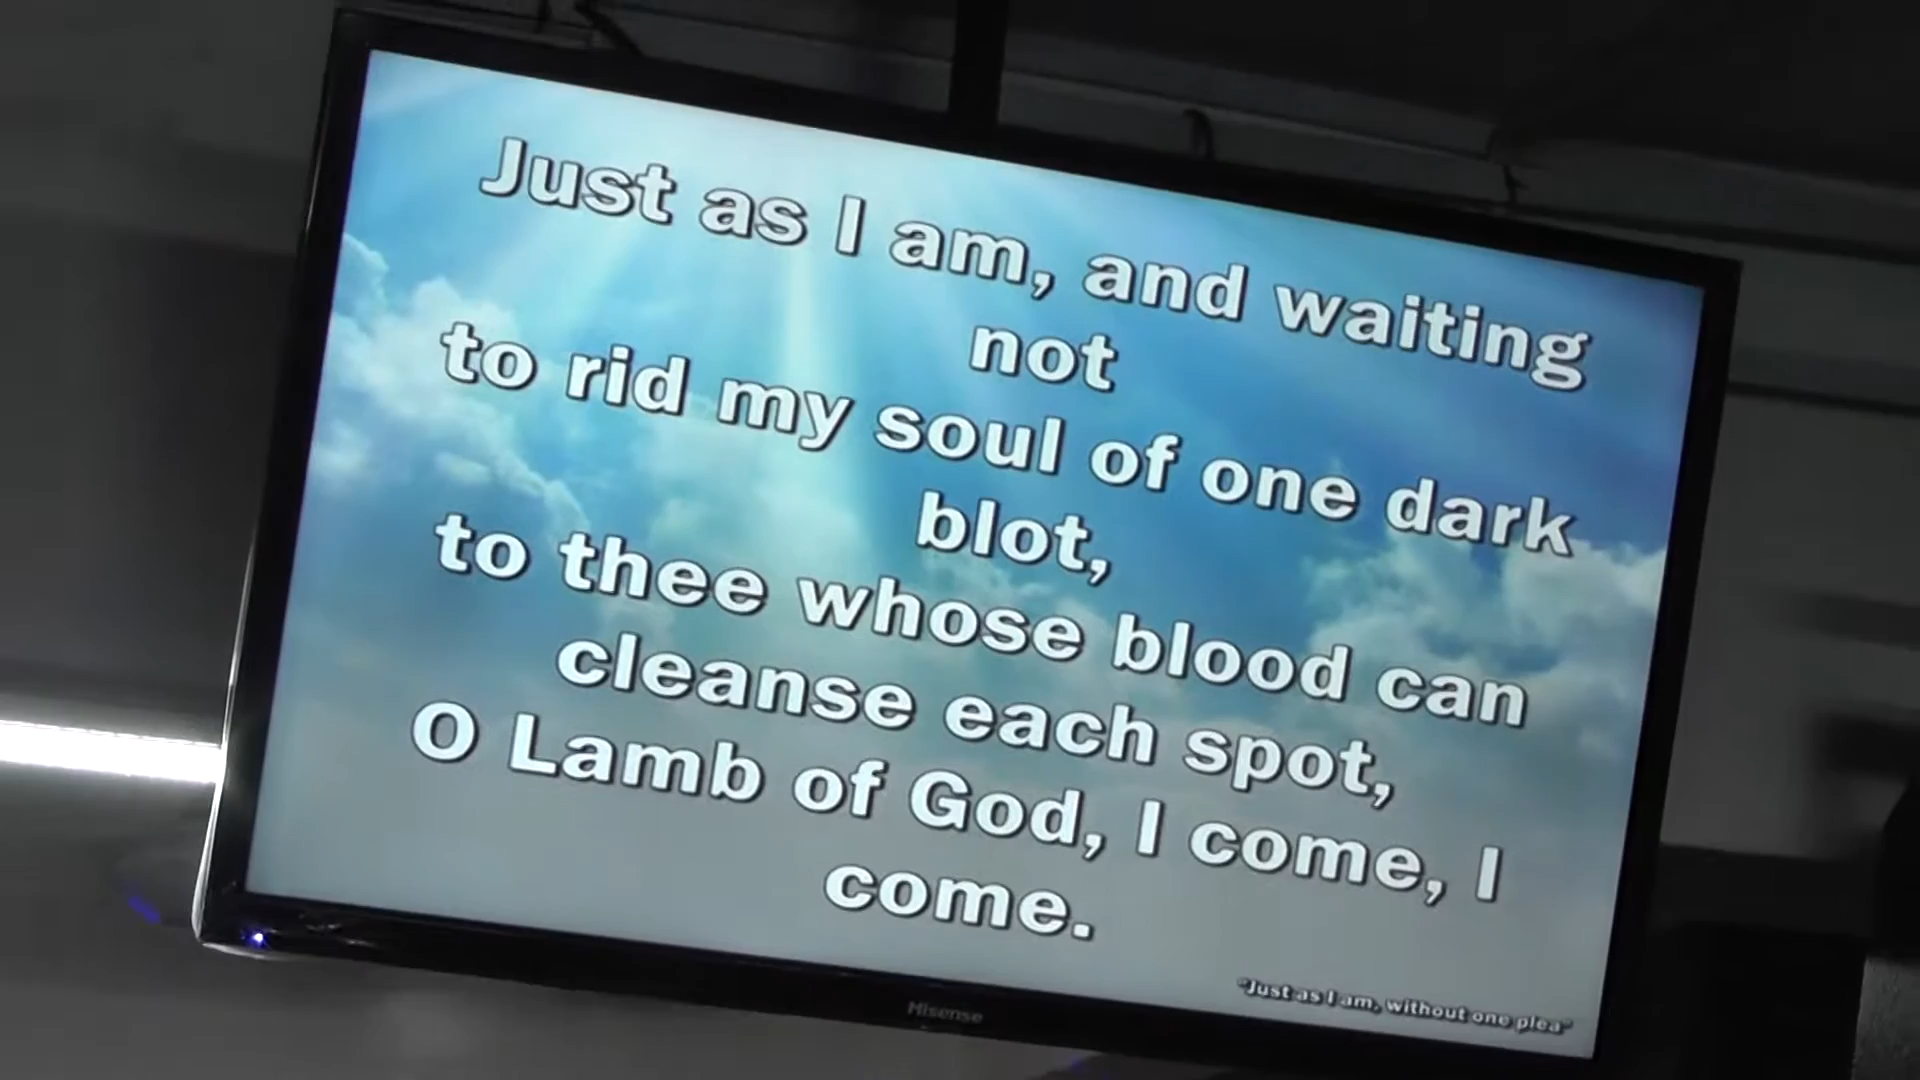 Just as I am, and waiting
not
to rid my soul of one dark
blot,
to thee whose blood can
cleanse each spot,
O Lamb of God, I come, I
come.
"Just as I am, without one plea"
Hisense